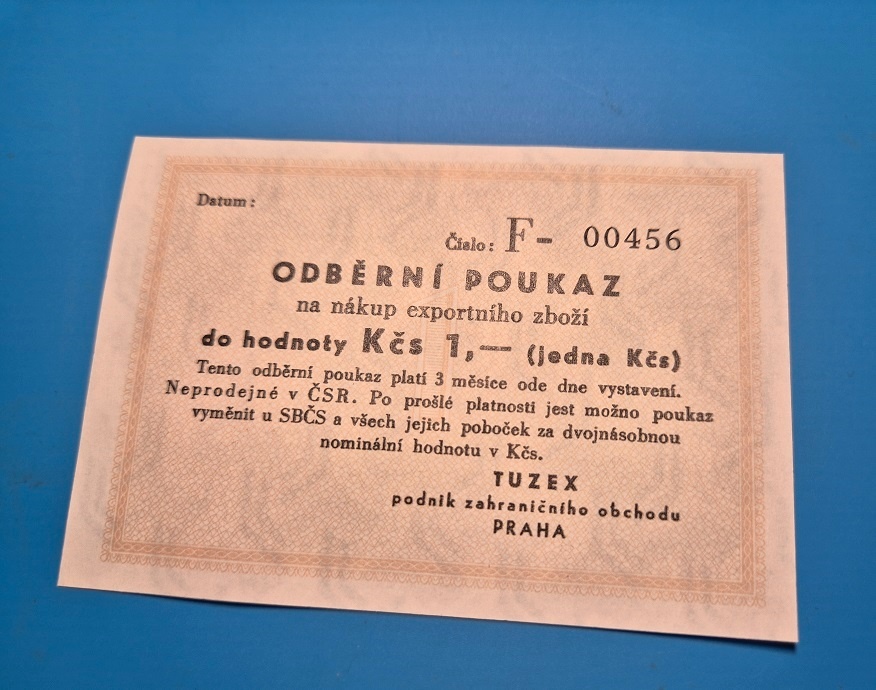 Datum:
Číslo: F- 00456
ODBĚRNÍ POUKAZ
na nákup exportního zboží
do hodnoty Kčs 1,— (jedna Kčs)
Tento odběrní poukaz platí 3 měsíce ode dne vystavení.
Neprodejné v ČSR. Po prošlé platnosti jest možno poukaz
vyměnit u SBČS a všech jejich poboček za dvojnásobnou
nominální hodnotu v Kčs.
TUZEX
podnik zahraničního obchodu
PRAHA